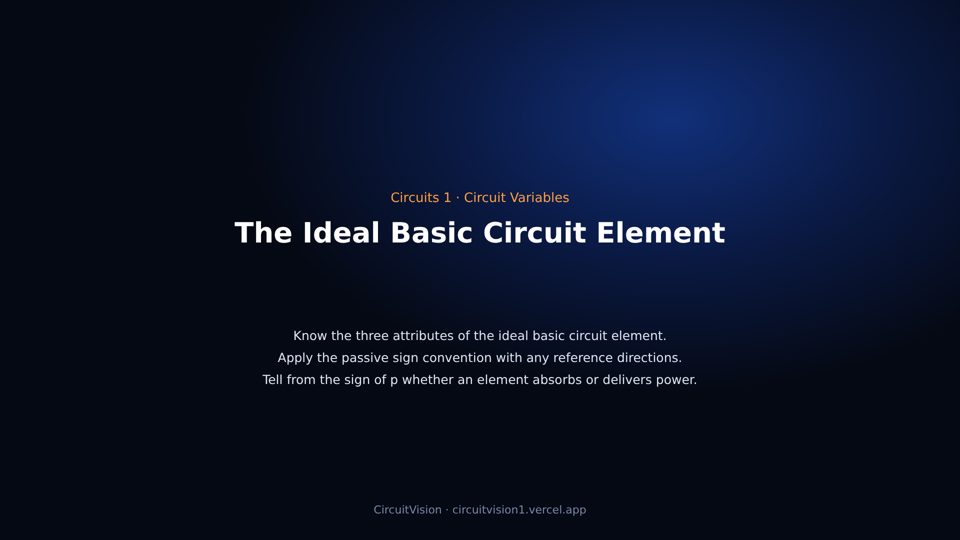 Circuits 1 · Circuit Variables
The Ideal Basic Circuit Element
Know the three attributes of the ideal basic circuit element.
Apply the passive sign convention with any reference directions.
Tell from the sign of p whether an element absorbs or delivers power.
CircuitVision · circuitvision1.vercel.app